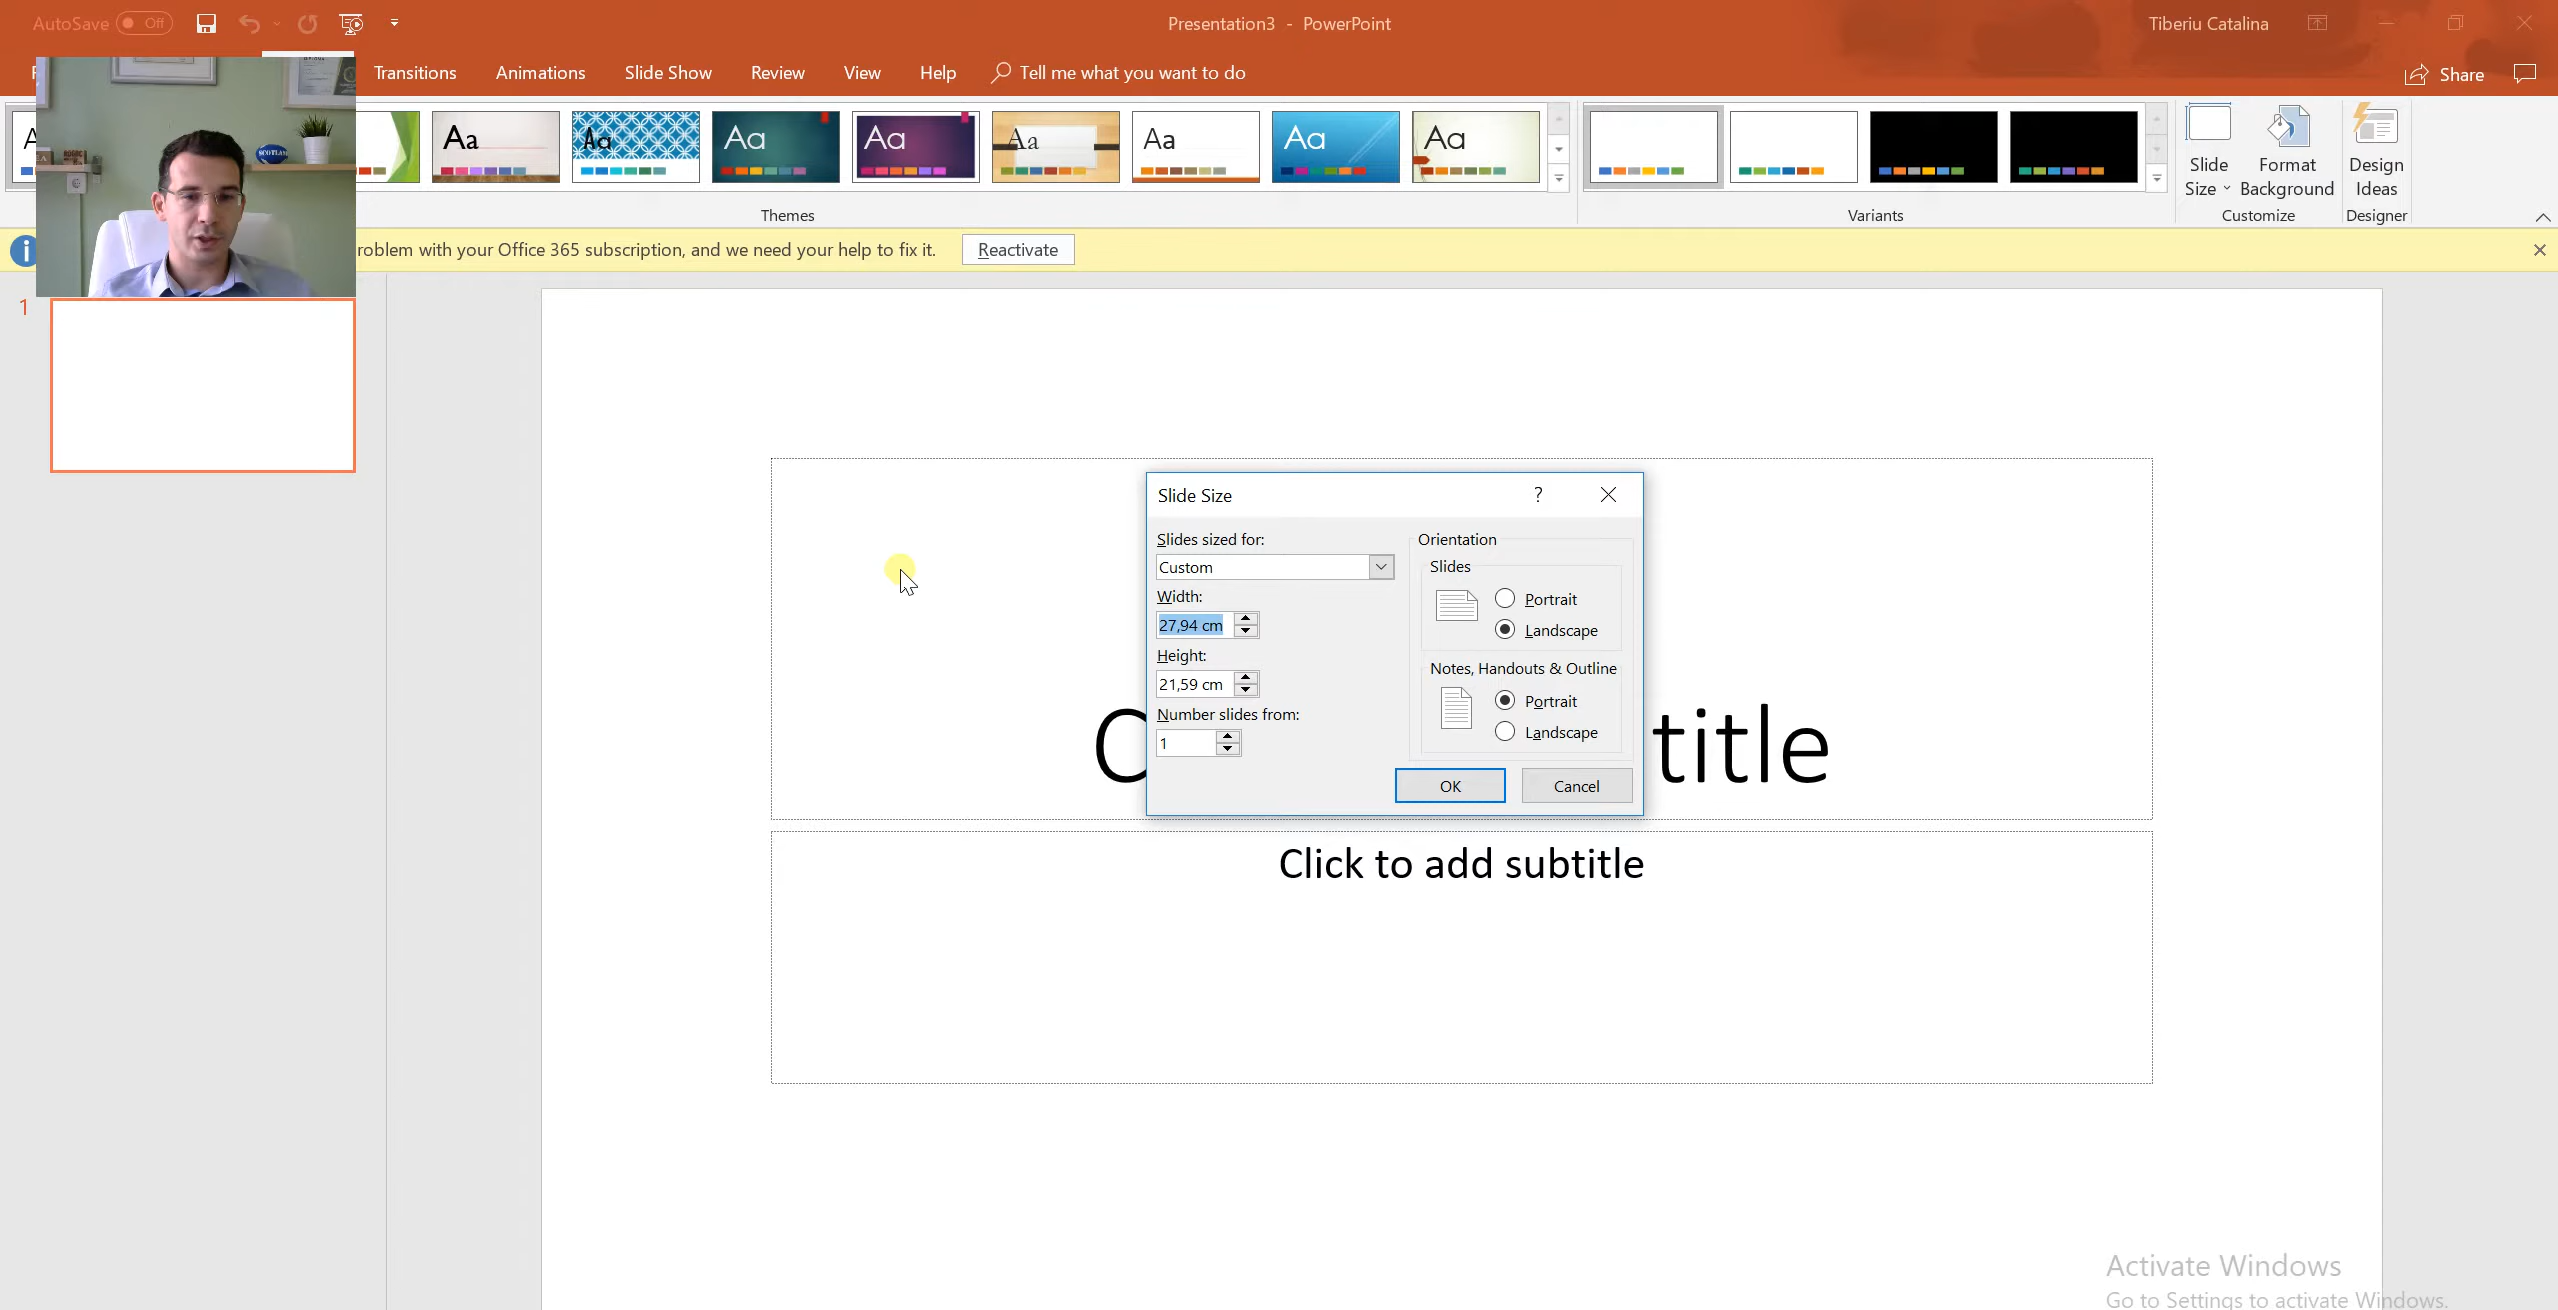 AutoSave Off
Presentation3 - PowerPoint
Tiberiu Catalina
Transitions Animations Slide Show Review View Help Tell me what you want to do
Share
SCOTLAND
Aa Aa Aa Aa Aa Aa Aa Aa
Slide Size
Format Background
Design Ideas
Themes
Variants
Customize
Designer
roblem with your Office 365 subscription, and we need your help to fix it. Reactivate
1
Slide Size ?
Slides sized for:
Custom
Width:
27,94 cm
Height:
21,59 cm
Number slides from:
1
Orientation
Slides
Portrait
Landscape
Notes, Handouts & Outline
Portrait
Landscape
OK Cancel
C title
Click to add subtitle
Activate Windows
Go to Settings to activate Windows.